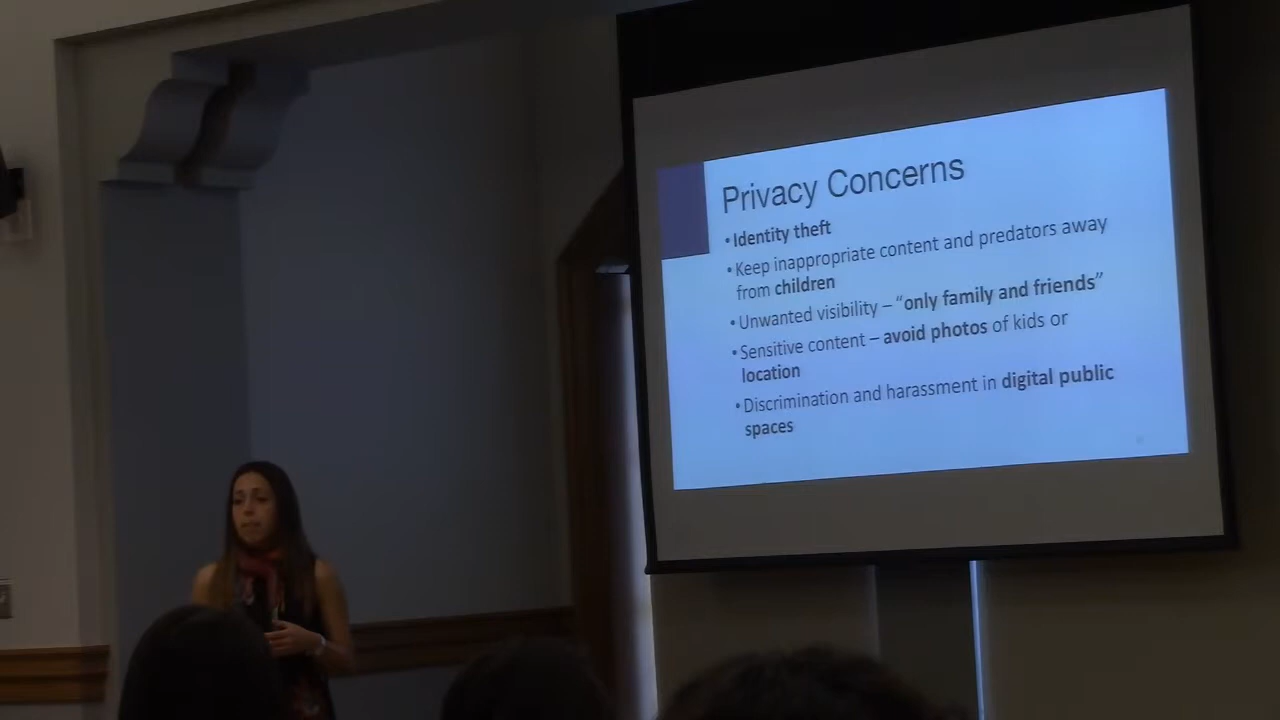 Privacy Concerns
•Identity theft
•Keep inappropriate content and predators away
from children
•Unwanted visibility – “only family and friends”
•Sensitive content – avoid photos of kids or
location
•Discrimination and harassment in digital public
spaces